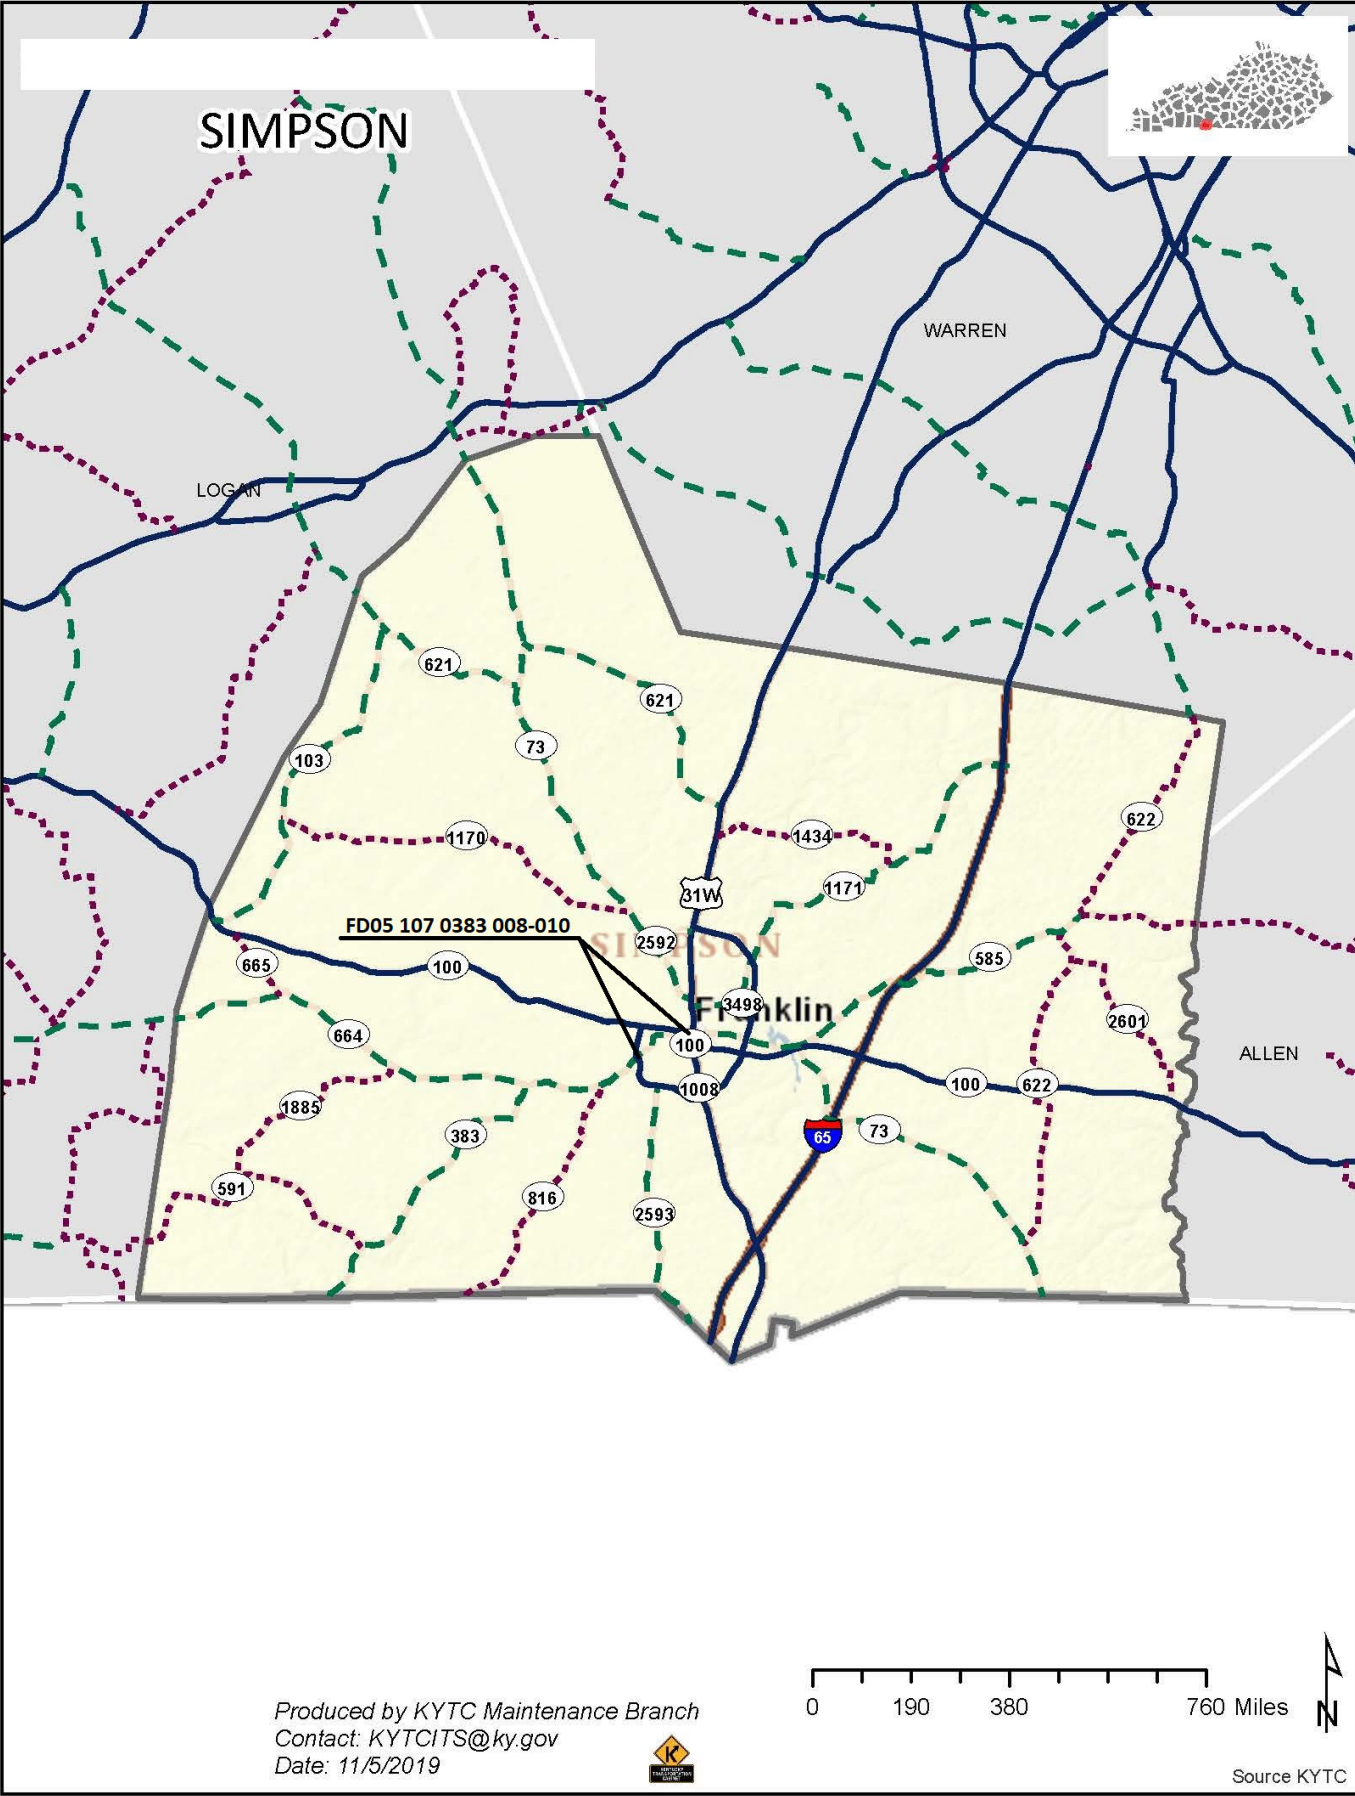 SIMPSON
WARREN
LOGAN
621
621
73
103
622
1434
1170
1171
31W
FD05 107 0383 008-010
2592
SIMPSON
585
665
100
3498
Franklin
2601
664
100
ALLEN
100
622
1008
1885
383
65
73
591
816
2593
0 190 380 760 Miles
N
Produced by KYTC Maintenance Branch
Contact: KYTCITS@ky.gov
Date: 11/5/2019
KENTUCKY
TRANSPORTATION
CABINET
Source KYTC